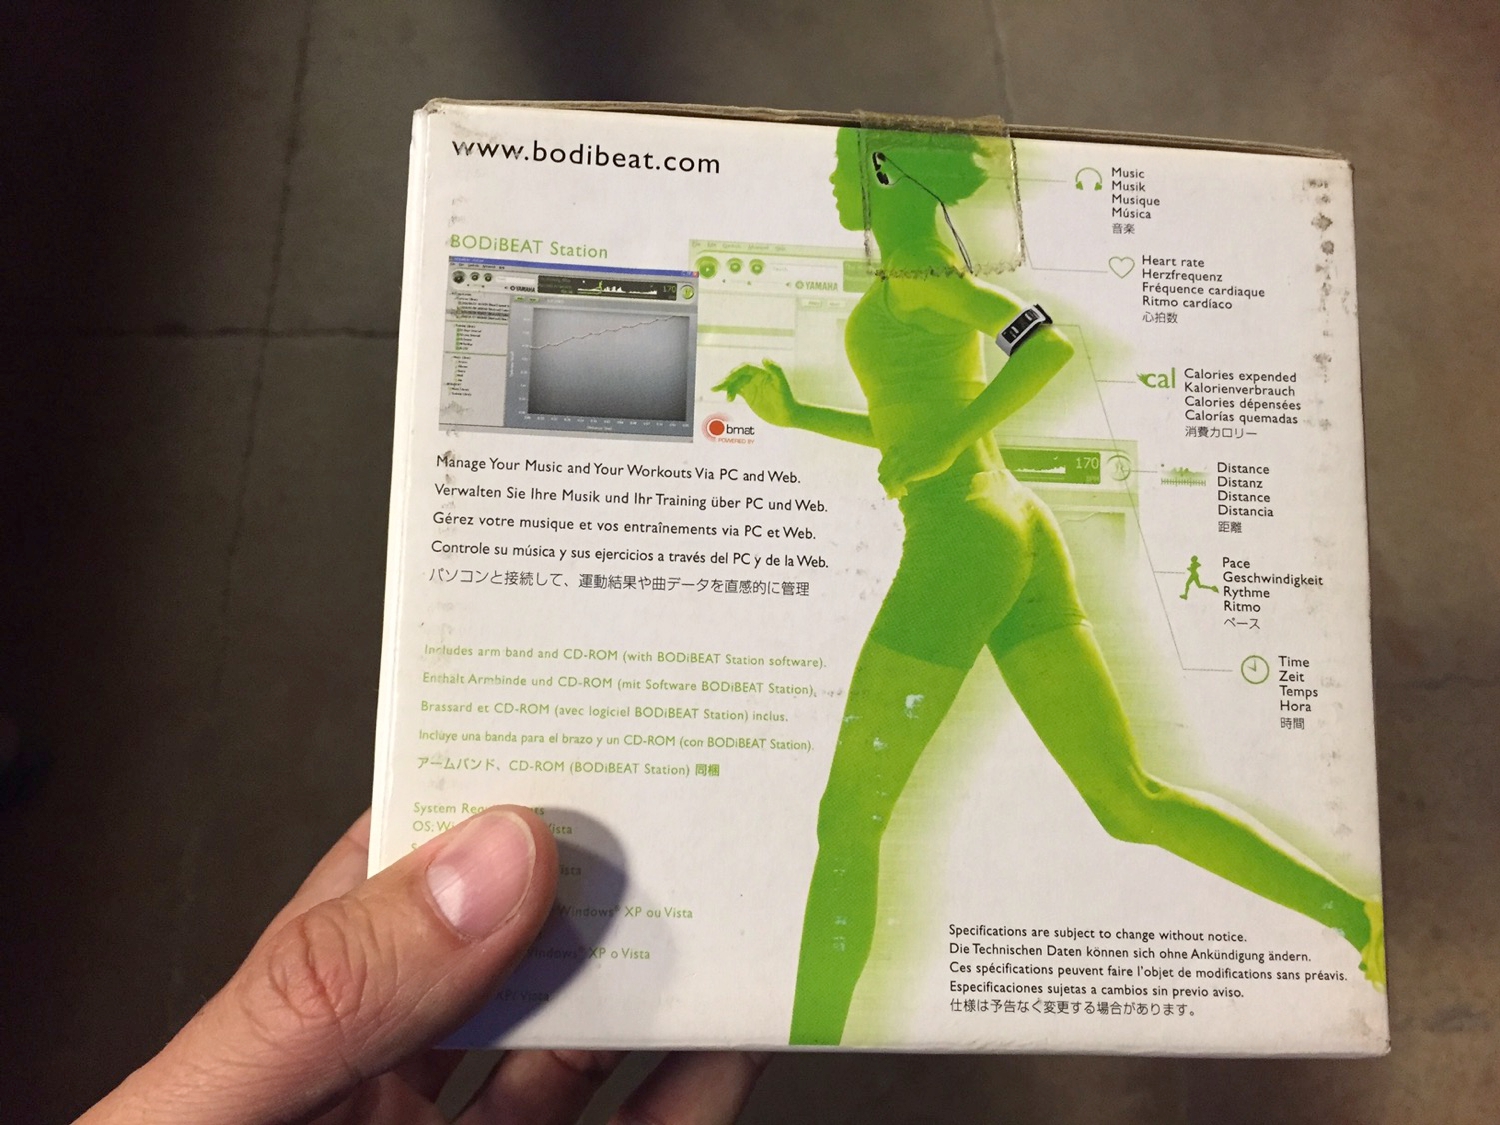 www.bodibeat.com
BODiBEAT Station
YAMAHA
170
YAMAHA
bmat
POWERED BY
Manage Your Music and Your Workouts Via PC and Web.
Verwalten Sie Ihre Musik und Ihr Training über PC und Web.
Gérez votre musique et vos entraînements via PC et Web.
Controle su música y sus ejercicios a través del PC y de la Web.
パソコンと接続して、運動結果や曲データを直感的に管理
Includes arm band and CD-ROM (with BODiBEAT Station software).
Enthält Armbinde und CD-ROM (mit Software BODiBEAT Station).
Brassard et CD-ROM (avec logiciel BODiBEAT Station) inclus.
Incluye una banda para el brazo y un CD-ROM (con BODiBEAT Station).
アームバンド、CD-ROM (BODiBEAT Station) 同梱
System
OS:
Vista
Windows® XP ou Vista
Windows® XP o Vista
XP/Vista
Music
Musik
Musique
Música
音楽
Heart rate
Herzfrequenz
Fréquence cardiaque
Ritmo cardíaco
心拍数
cal
Calories expended
Kalorienverbrauch
Calories dépensées
Calorías quemadas
消費カロリー
170
Distance
Distanz
Distance
Distancia
距離
Pace
Geschwindigkeit
Rythme
Ritmo
ペース
Time
Zeit
Temps
Hora
時間
Specifications are subject to change without notice.
Die Technischen Daten können sich ohne Ankündigung ändern.
Ces spécifications peuvent faire l'objet de modifications sans préavis.
Especificaciones sujetas a cambios sin previo aviso.
仕様は予告なく変更する場合があります。